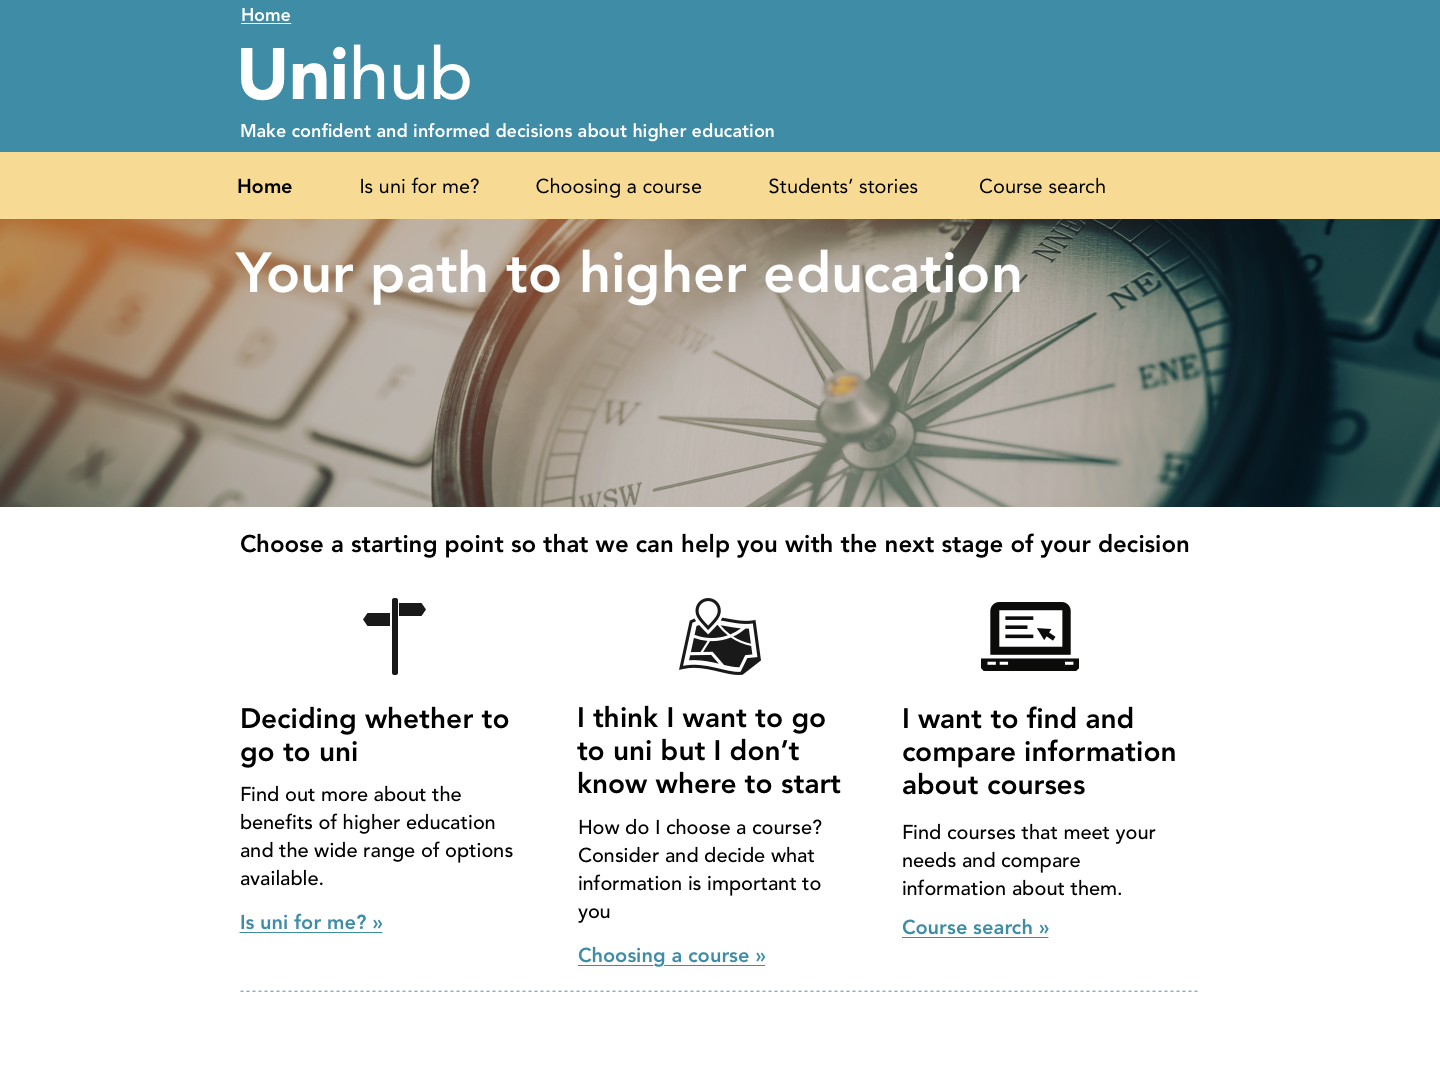 Home
Unihub
Make confident and informed decisions about higher education
Home Is uni for me? Choosing a course Students’ stories Course search
Your path to higher education
NNE
NE
ENE
W
WSW
Choose a starting point so that we can help you with the next stage of your decision
Deciding whether to
go to uni
Find out more about the
benefits of higher education
and the wide range of options
available.
Is uni for me? »
I think I want to go
to uni but I don’t
know where to start
How do I choose a course?
Consider and decide what
information is important to
you
Choosing a course »
I want to find and
compare information
about courses
Find courses that meet your
needs and compare
information about them.
Course search »